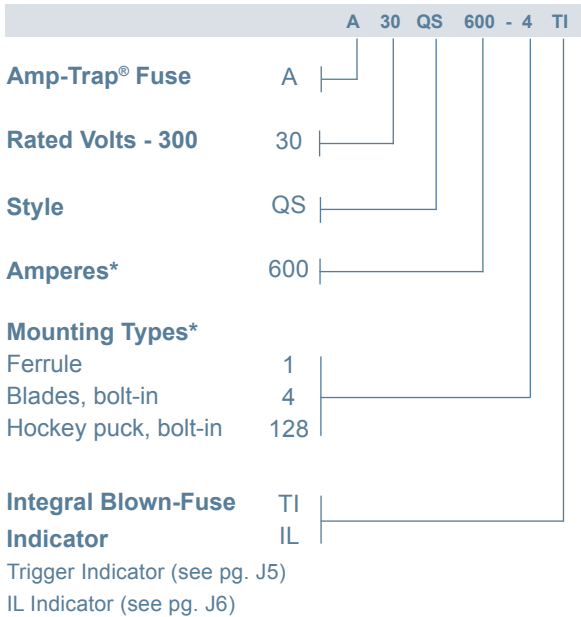 A 30 QS 600 - 4 TI
Amp-Trap® Fuse A
Rated Volts - 300 30
Style QS
Amperes* 600
Mounting Types*
Ferrule 1
Blades, bolt-in 4
Hockey puck, bolt-in 128
Integral Blown-Fuse TI
Indicator IL
Trigger Indicator (see pg. J5)
IL Indicator (see pg. J6)